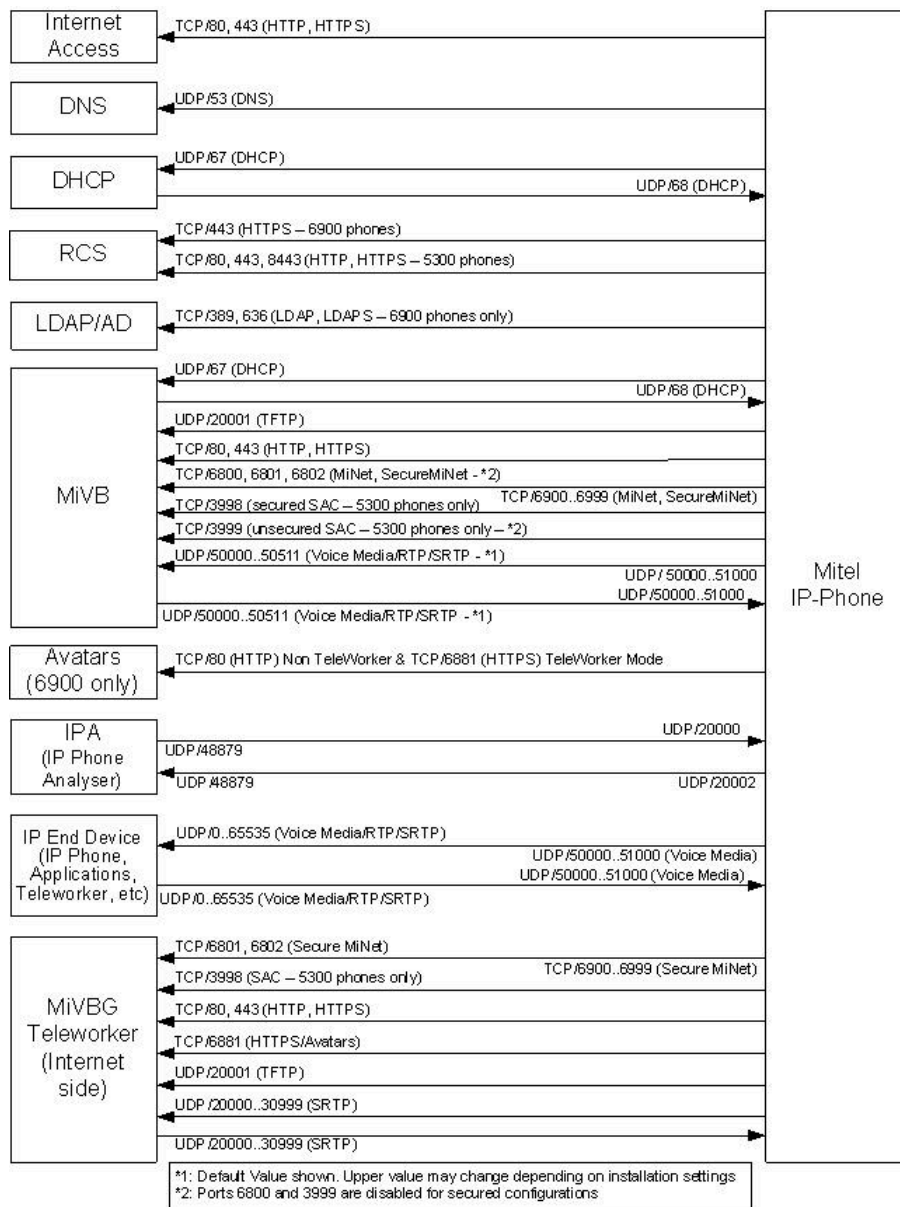 Internet
Access
TCP/80, 443 (HTTP, HTTPS)
DNS
UDP/53 (DNS)
DHCP
UDP/67 (DHCP)
UDP/68 (DHCP)
RCS
TCP/443 (HTTPS – 6900 phones)
TCP/80, 443, 8443 (HTTP, HTTPS – 5300 phones)
LDAP/AD
TCP/389, 636 (LDAP, LDAPS – 6900 phones only)
MiVB
UDP/67 (DHCP)
UDP/68 (DHCP)
UDP/20001 (TFTP)
TCP/80, 443 (HTTP, HTTPS)
TCP/6800, 6801, 6802 (MiNet, SecureMiNet - *2)
TCP/6900..6999 (MiNet, SecureMiNet)
TCP/3998 (secured SAC – 5300 phones only)
TCP/3999 (unsecured SAC – 5300 phones only – *2)
UDP/50000..50511 (Voice Media/RTP/SRTP - *1)
UDP/ 50000..51000
UDP/50000..51000
UDP/50000..50511 (Voice Media/RTP/SRTP - *1)
Mitel
IP-Phone
Avatars
(6900 only)
TCP/80 (HTTP) Non TeleWorker & TCP/6881 (HTTPS) TeleWorker Mode
IPA
(IP Phone
Analyser)
UDP/20000
UDP/48879
UDP/48879
UDP/20002
IP End Device
(IP Phone,
Applications,
Teleworker, etc)
UDP/0..65535 (Voice Media/RTP/SRTP)
UDP/50000..51000 (Voice Media)
UDP/50000..51000 (Voice Media)
UDP/0..65535 (Voice Media/RTP/SRTP)
MiVBG
Teleworker
(Internet
side)
TCP/6801, 6802 (Secure MiNet)
TCP/6900..6999 (Secure MiNet)
TCP/3998 (SAC – 5300 phones only)
TCP/80, 443 (HTTP, HTTPS)
TCP/6881 (HTTPS/Avatars)
UDP/20001 (TFTP)
UDP/20000..30999 (SRTP)
UDP/20000..30999 (SRTP)
*1: Default Value shown. Upper value may change depending on installation settings
*2: Ports 6800 and 3999 are disabled for secured configurations